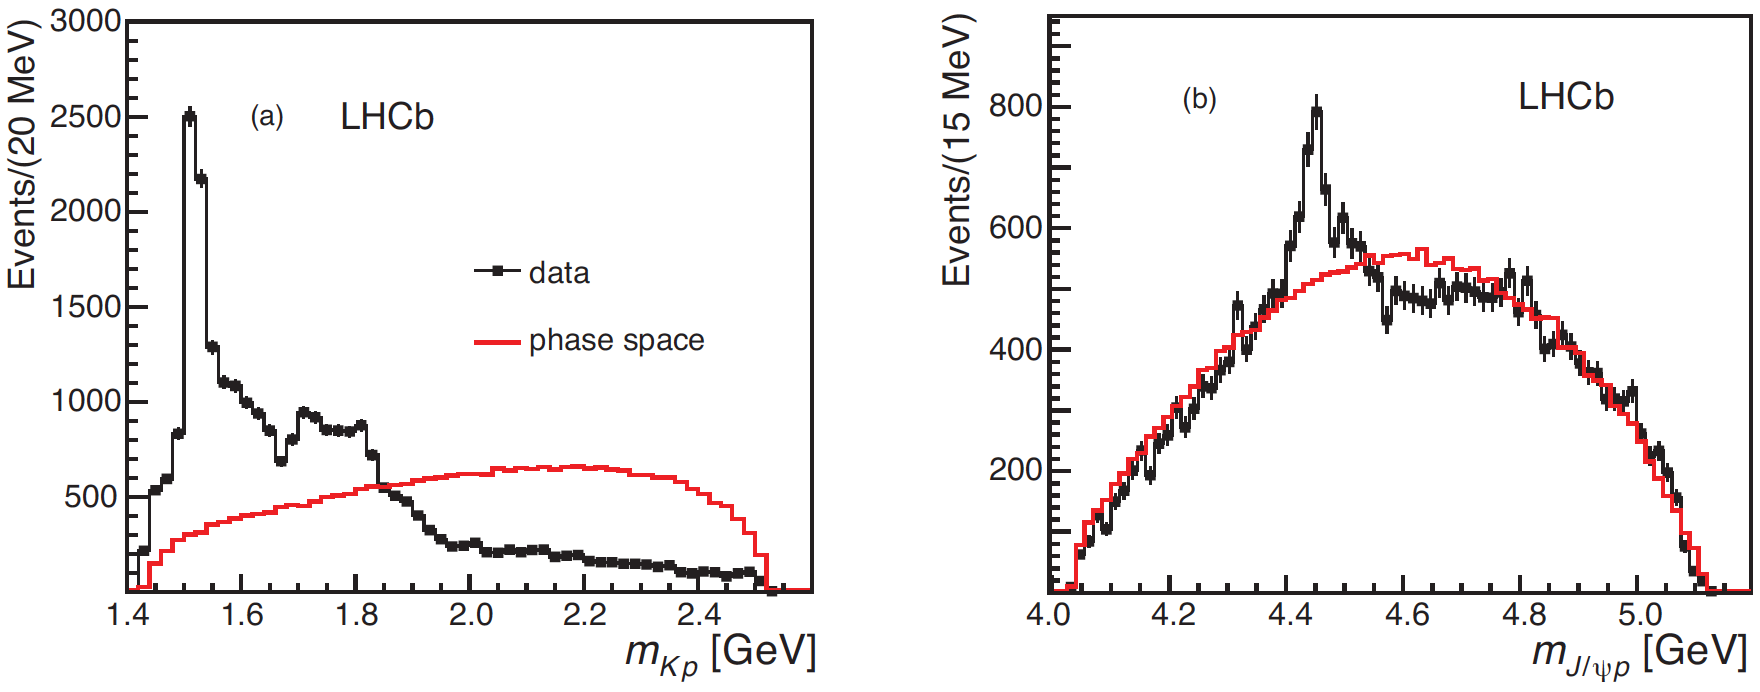 Events/(20 MeV)
3000
2500
2000
1500
1000
500
(a)
LHCb
data
phase space
1.4 1.6 1.8 2.0 2.2 2.4
m_Kp [GeV]
Events/(15 MeV)
800
600
400
200
(b)
LHCb
4.0 4.2 4.4 4.6 4.8 5.0
m_J/ψp [GeV]